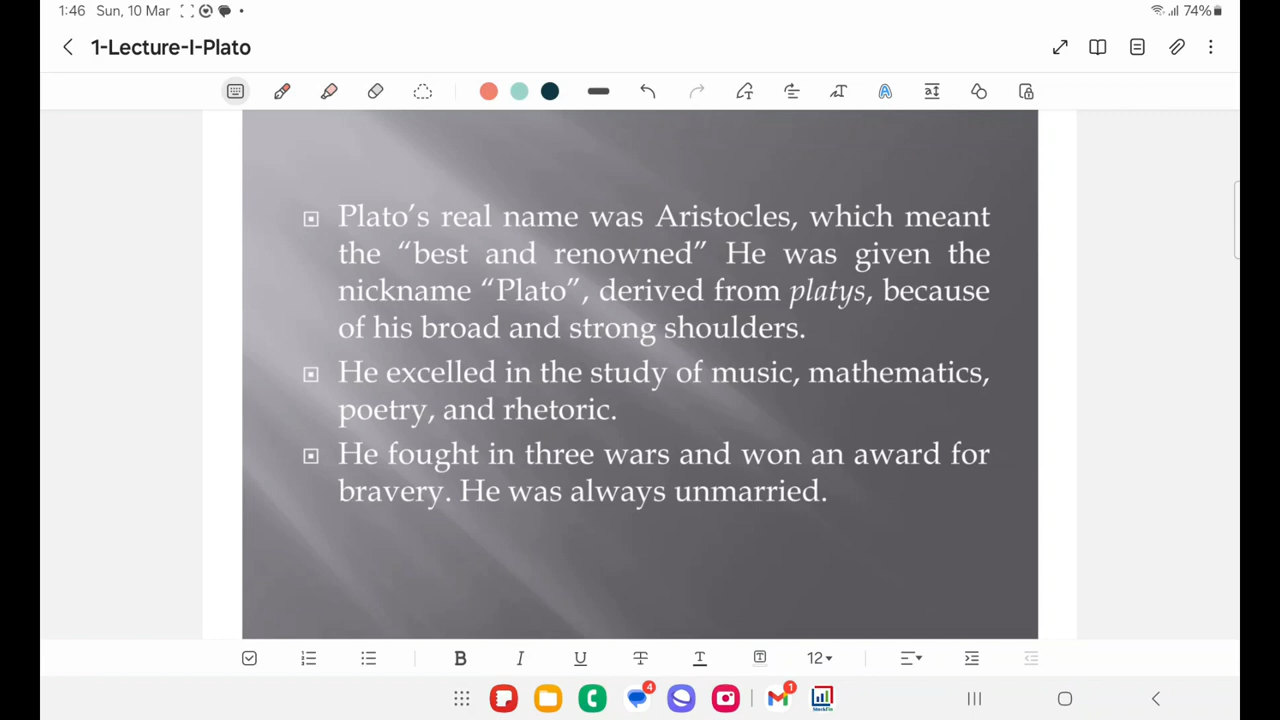 1:46 Sun, 10 Mar 74%
1-Lecture-I-Plato
Plato’s real name was Aristocles, which meant
the “best and renowned” He was given the
nickname “Plato”, derived from platys, because
of his broad and strong shoulders.
He excelled in the study of music, mathematics,
poetry, and rhetoric.
He fought in three wars and won an award for
bravery. He was always unmarried.
B I U T T T 12
4 1
StockFix